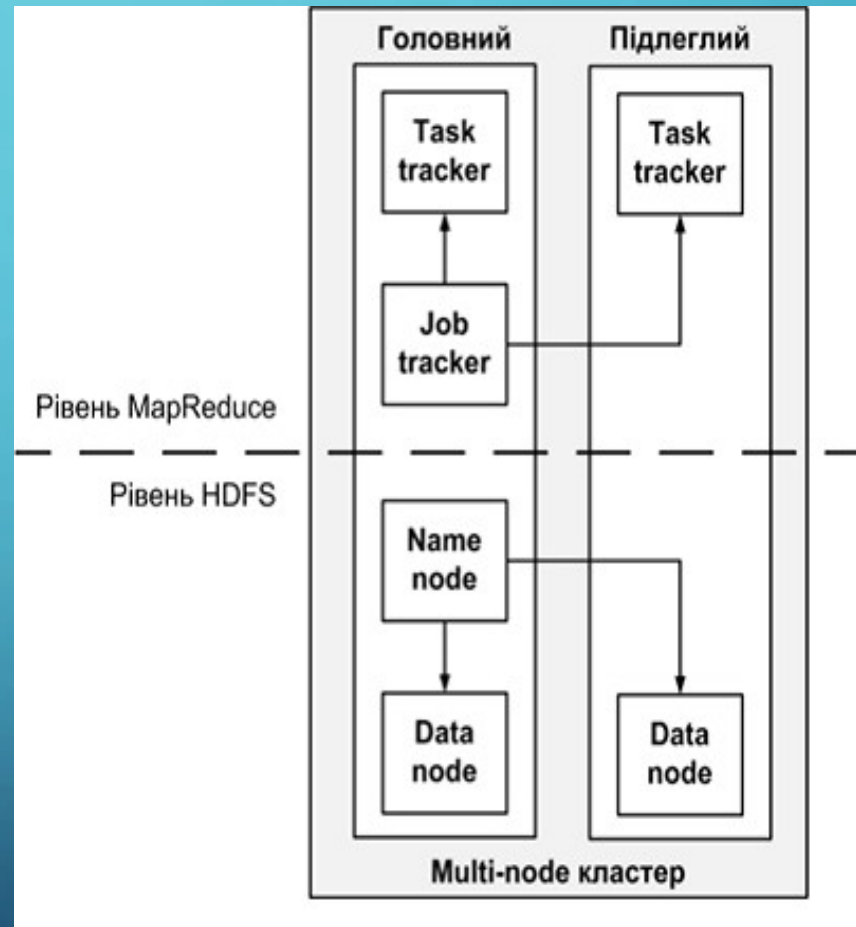 Головний
Підлеглий
Task
tracker
Task
tracker
Job
tracker
Рівень MapReduce
Рівень HDFS
Name
node
Data
node
Data
node
Multi-node кластер